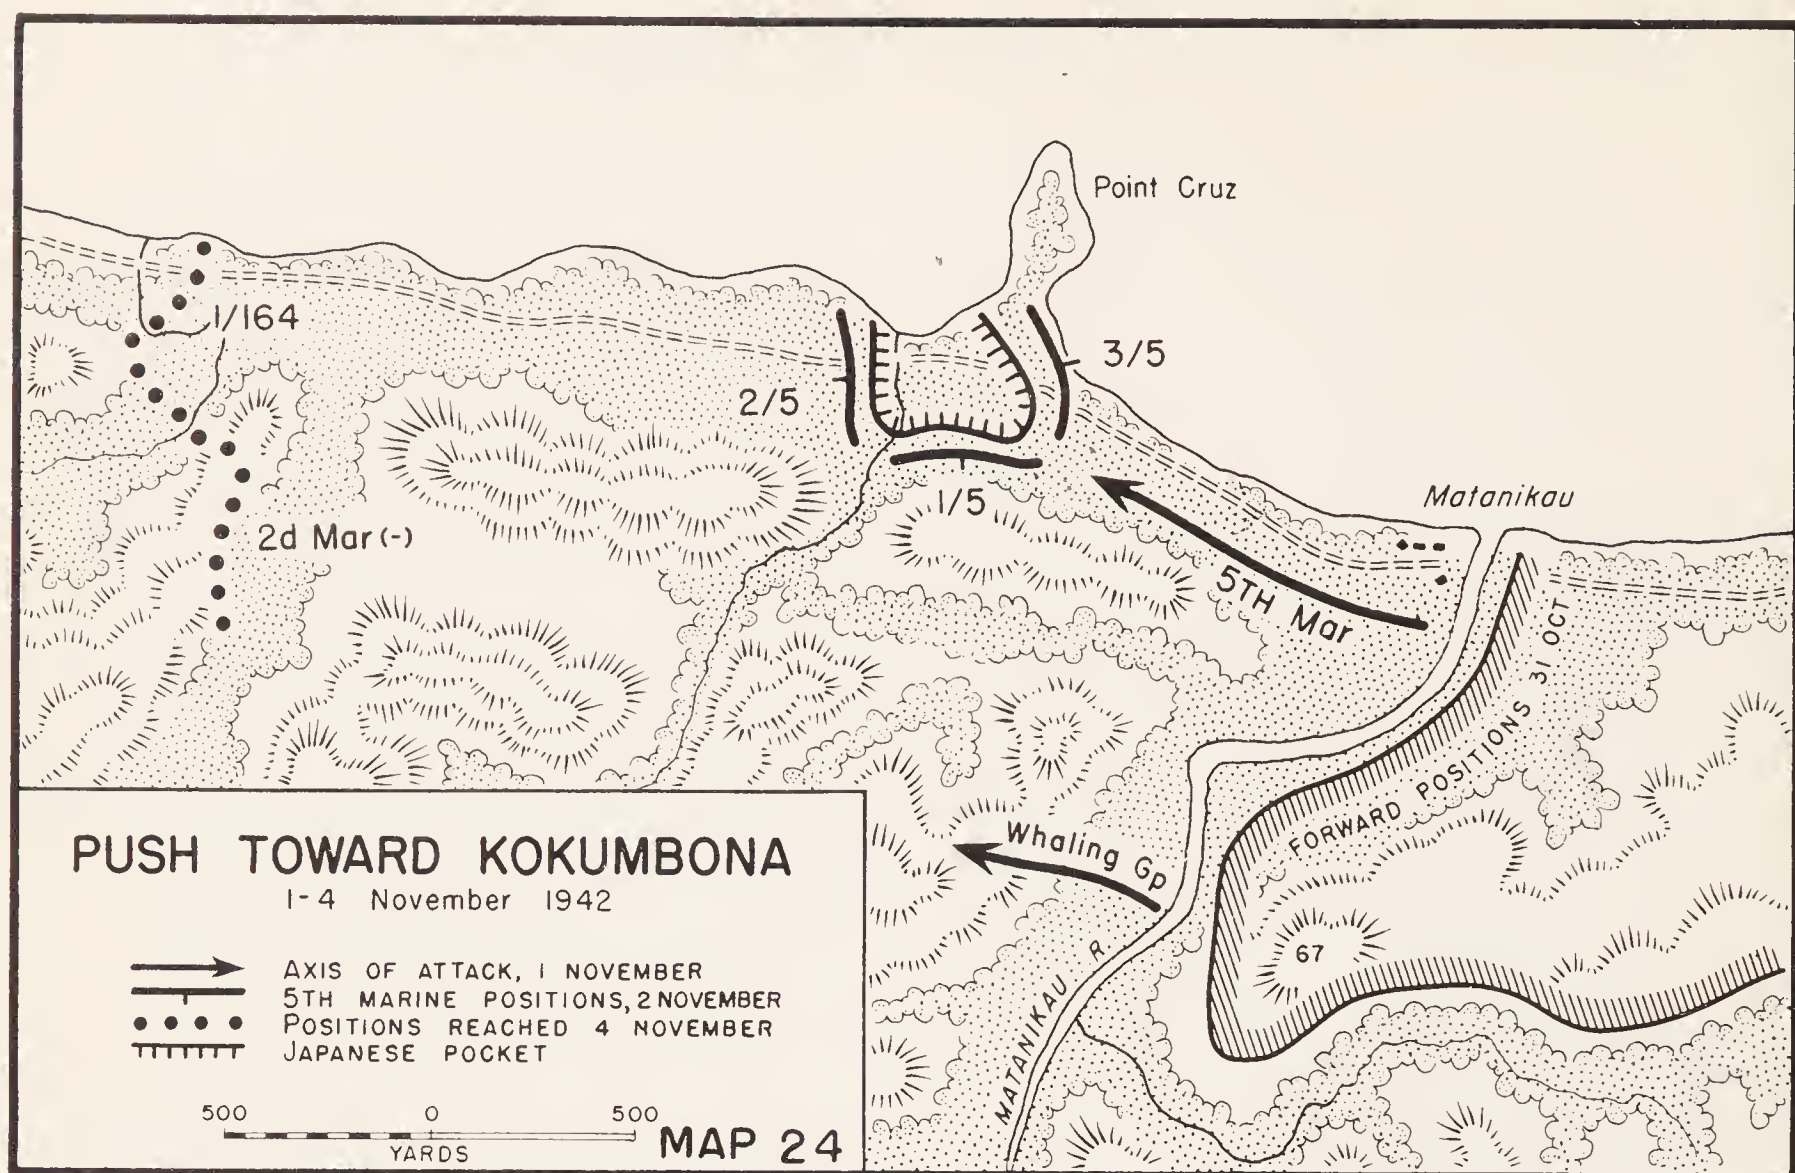 Point Cruz
1/164
3/5
2/5
Matanikau
1/5
2d Mar (-)
5TH Mar
FORWARD POSITIONS 31 OCT
Whaling Gp
67
MATANIKAU R
PUSH TOWARD KOKUMBONA
1-4 November 1942
AXIS OF ATTACK, 1 NOVEMBER
5TH MARINE POSITIONS, 2 NOVEMBER
POSITIONS REACHED 4 NOVEMBER
JAPANESE POCKET
500 0 500
YARDS
MAP 24